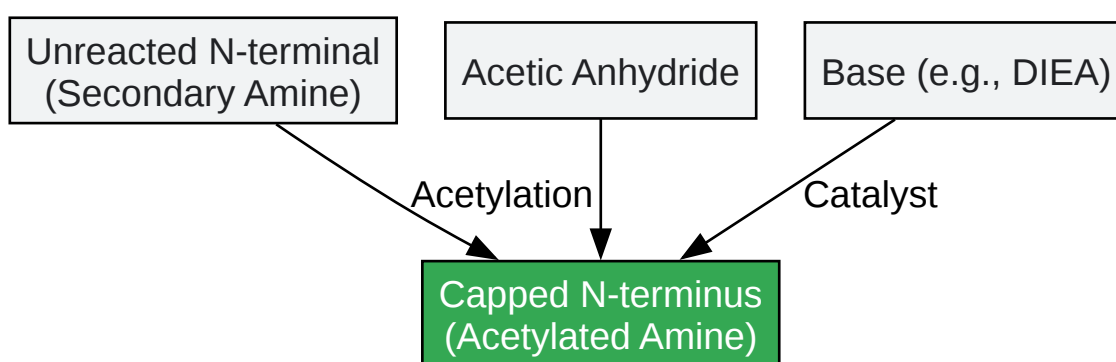 Unreacted N-terminal
(Secondary Amine)
Acetic Anhydride
Base (e.g., DIEA)
Acetylation
Catalyst
Capped N-terminus
(Acetylated Amine)